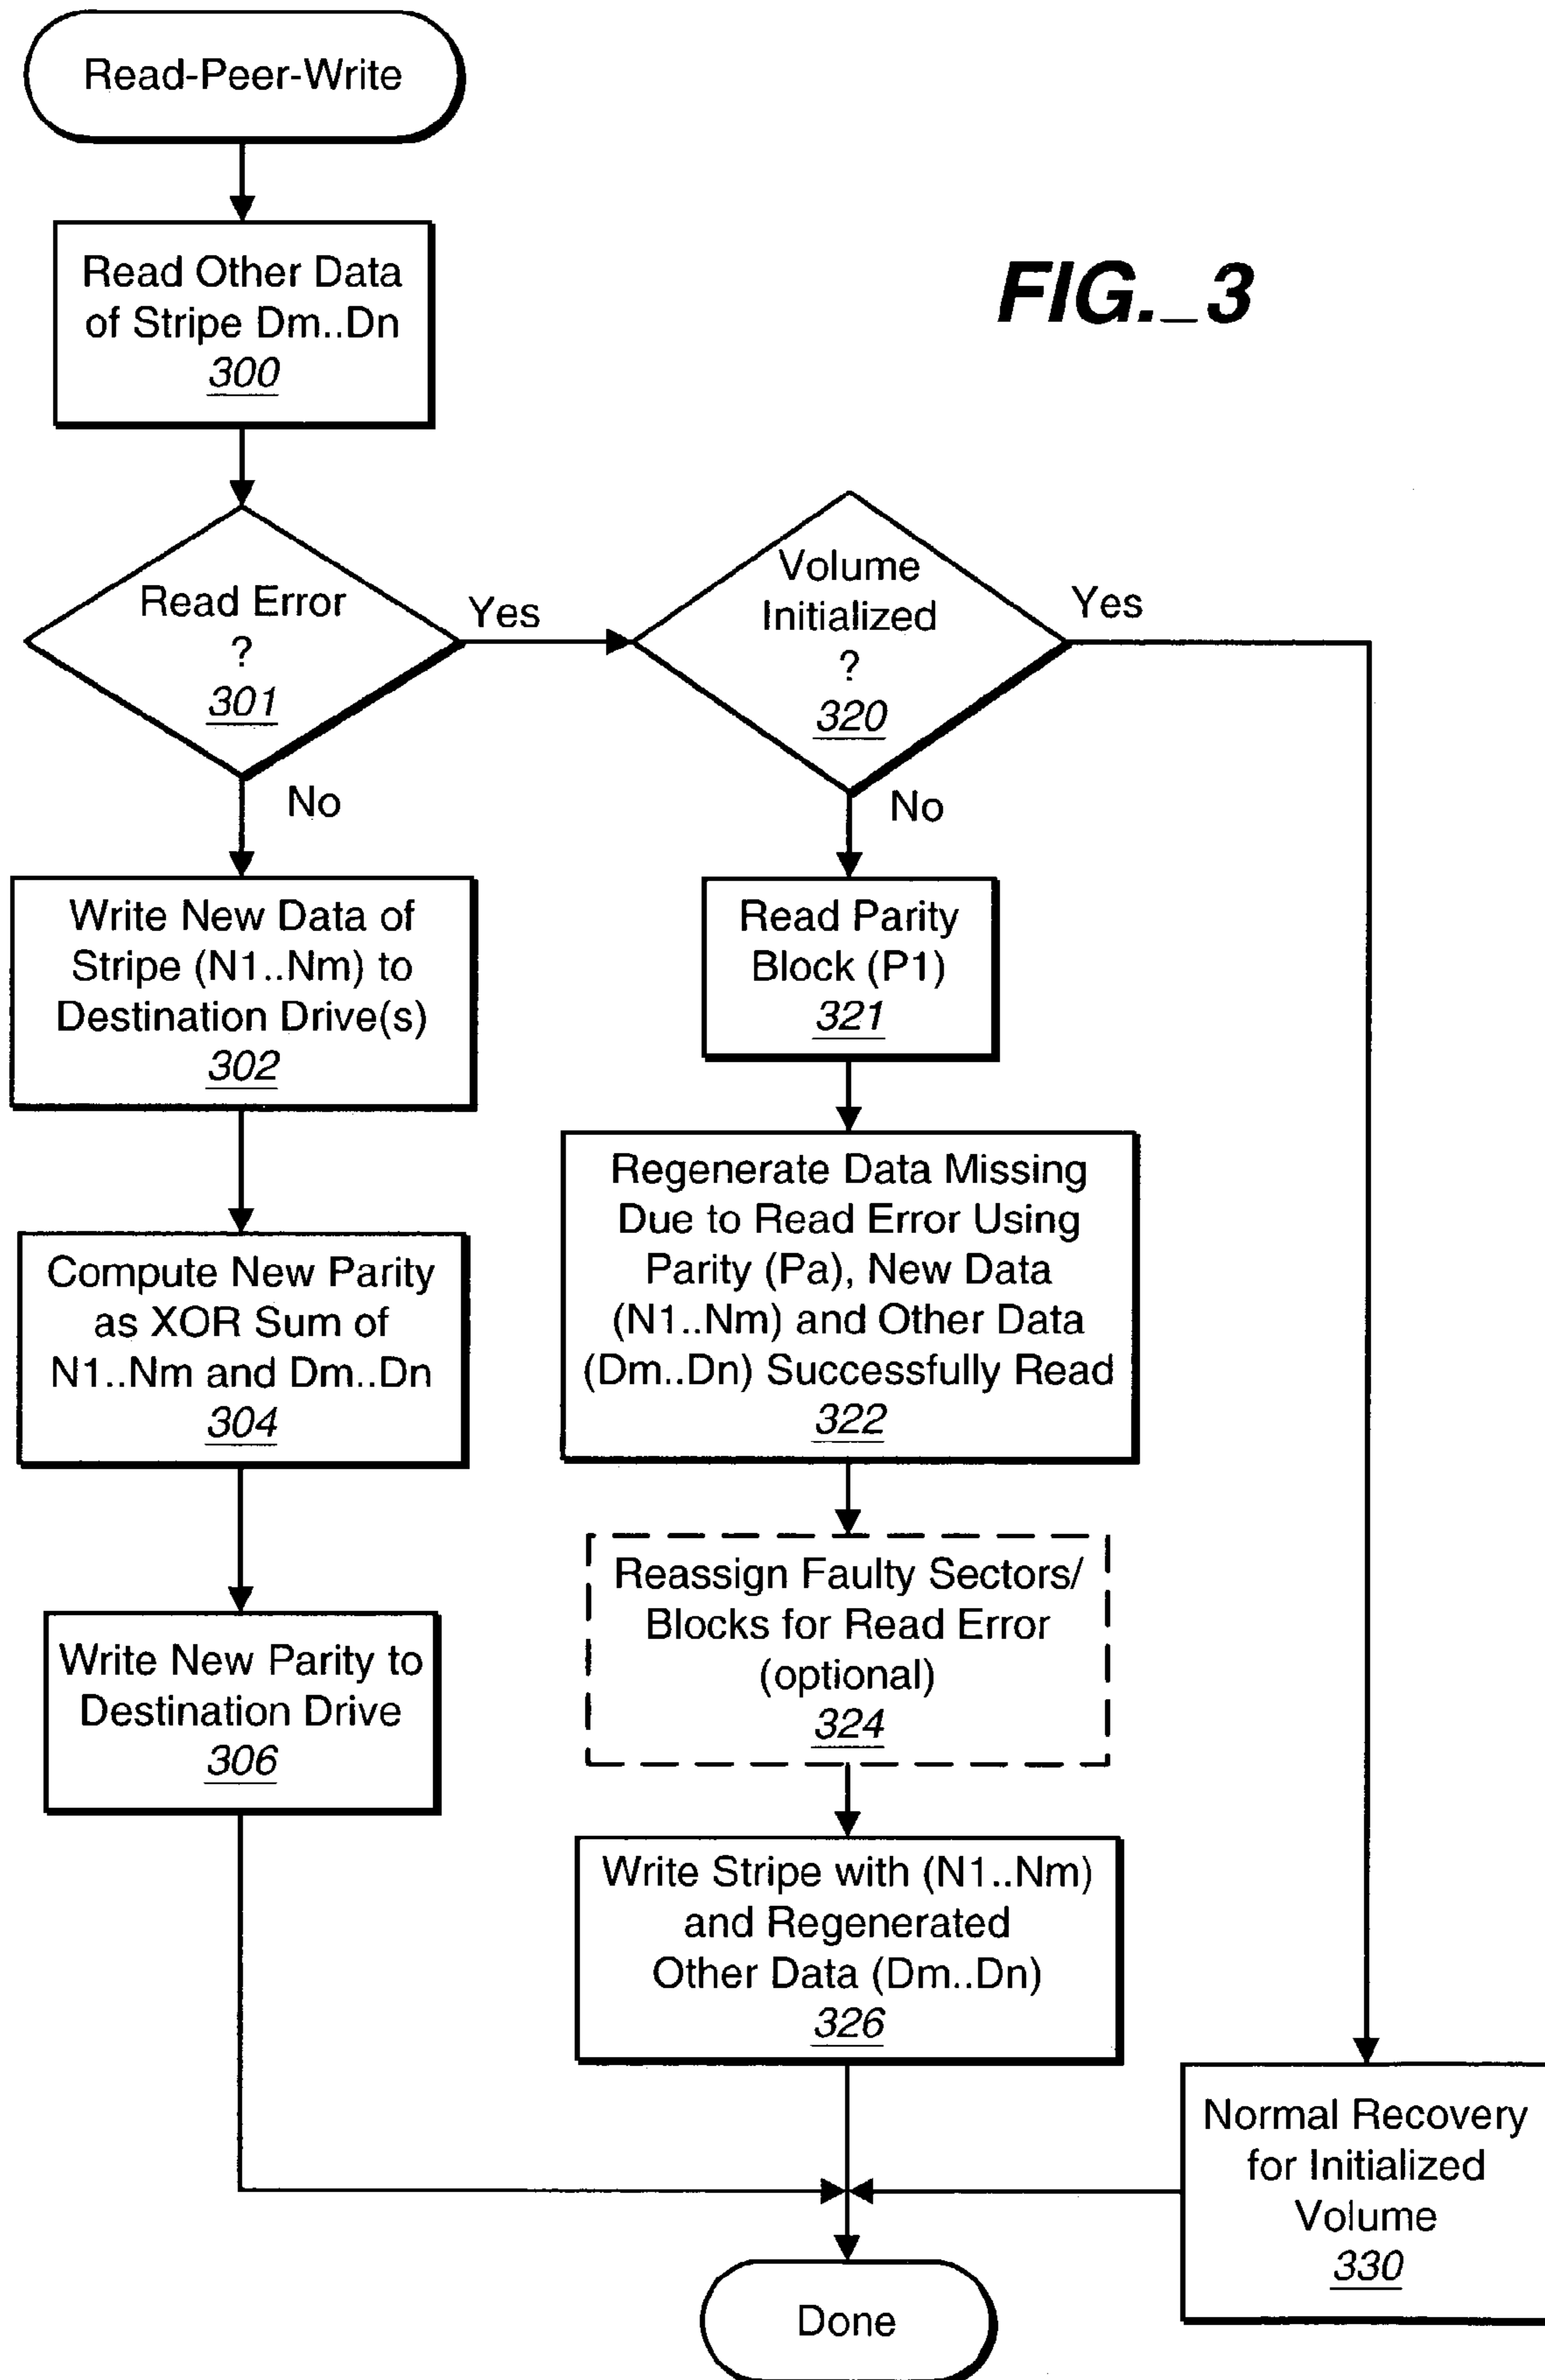 Read-Peer-Write
FIG._3
Read Other Data
of Stripe Dm..Dn
300
Read Error
?
301
Yes
No
Volume
Initialized
?
320
Yes
No
Write New Data of
Stripe (N1..Nm) to
Destination Drive(s)
302
Compute New Parity
as XOR Sum of
N1..Nm and Dm..Dn
304
Write New Parity to
Destination Drive
306
Read Parity
Block (P1)
321
Regenerate Data Missing
Due to Read Error Using
Parity (Pa), New Data
(N1..Nm) and Other Data
(Dm..Dn) Successfully Read
322
Reassign Faulty Sectors/
Blocks for Read Error
(optional)
324
Write Stripe with (N1..Nm)
and Regenerated
Other Data (Dm..Dn)
326
Normal Recovery
for Initialized
Volume
330
Done